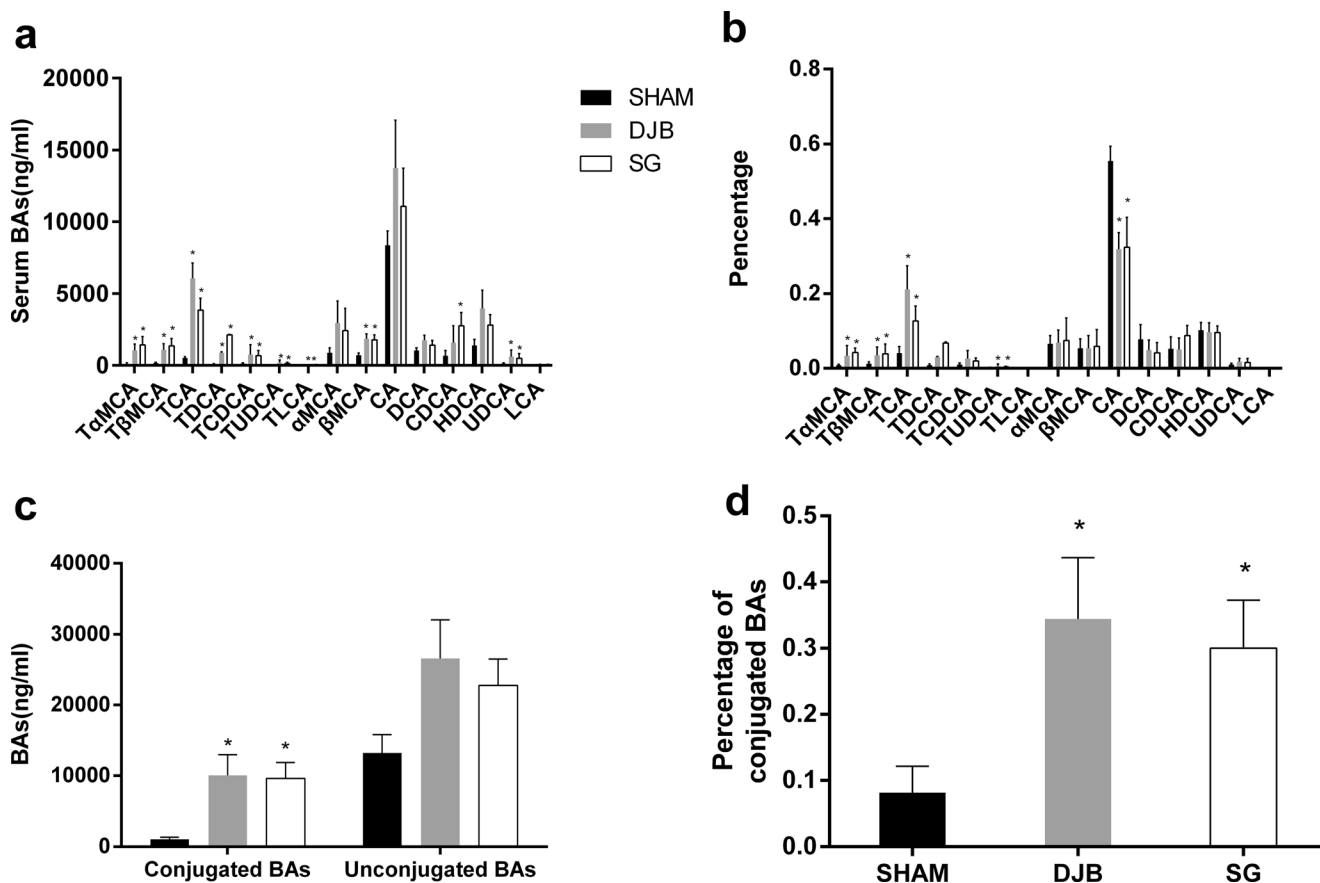 a
Serum BAs(ng/ml)
20000
15000
10000
5000
0
* * * * * * * * * * * * * * * * * * * *
TαMCA TβMCA TCA TDCA TCDCA TUDCA TLCA αMCA βMCA CA DCA CDCA HDCA UDCA LCA
SHAM
DJB
SG
b
Pencentage
0.8
0.6
0.4
0.2
0.0
* * * * * * * * * *
TαMCA TβMCA TCA TDCA TCDCA TUDCA TLCA αMCA βMCA CA DCA CDCA HDCA UDCA LCA
c
BAs(ng/ml)
40000
30000
20000
10000
0
* *
Conjugated BAs Unconjugated BAs
d
Percentage of
conjugated BAs
0.5
0.4
0.3
0.2
0.1
0.0
* *
SHAM DJB SG